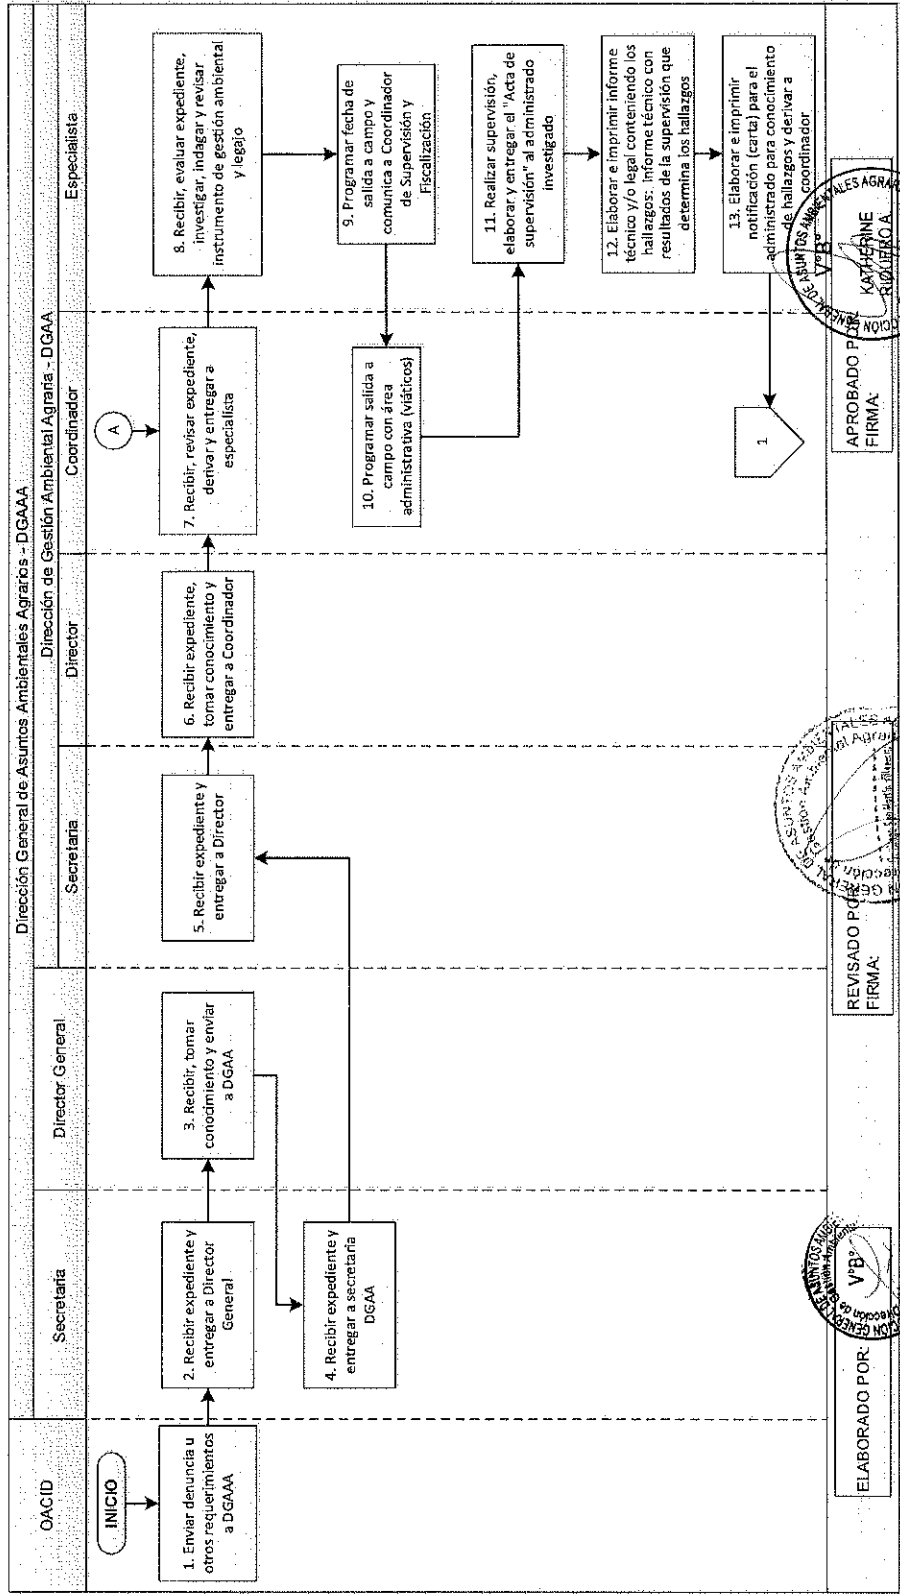 Dirección General de Asuntos Ambientales Agrarios - DGAAA
Dirección de Gestión Ambiental Agraria - DGAA
OACID
Secretaria
Director General
Secretaria
Director
Coordinador
Especialista
INICIO
1. Enviar denuncia u
otros requerimientos
a DGAAA
2. Recibir expediente y
entregar a Director
General
3. Recibir, tomar
conocimiento y enviar
a DGAA
4. Recibir expediente y
entregar a secretaria
DGAA
5. Recibir expediente y
entregar a Director
6. Recibir expediente,
tomar conocimiento y
entregar a Coordinador
A
7. Recibir, revisar expediente,
derivar y entregar a
especialista
8. Recibir, evaluar expediente,
investigar, indagar y revisar
instrumento de gestión ambiental
y legajo
9. Programar fecha de
salida a campo y
comunica a Coordinador
de Supervisión y
Fiscalización
10. Programar salida a
campo con área
administrativa (viáticos)
11. Realizar supervisión,
elaborar y entregar el "Acta de
supervisión" al administrado
investigado
12. Elaborar e imprimir informe
técnico y/o legal conteniendo los
hallazgos:. Informe técnico con
resultados de la supervisión que
determina los hallazgos
13. Elaborar e imprimir
notificación (carta) para el
administrado para conocimiento
de hallazgos y derivar a
coordinador
1
ELABORADO POR:
V°B°
REVISADO POR:
FIRMA:
APROBADO POR:
FIRMA:
KATHERINE
V°B°